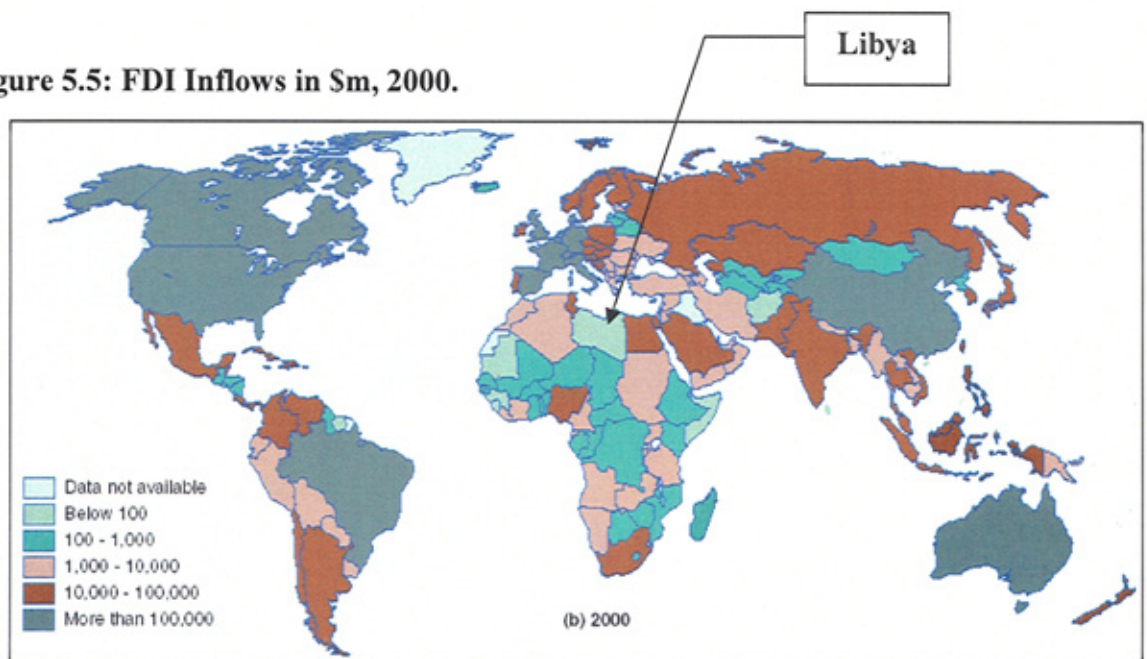 Libya
gure 5.5: FDI Inflows in $m, 2000.
Data not available
Below 100
100 - 1,000
1,000 - 10,000
10,000 - 100,000
More than 100,000
(b) 2000